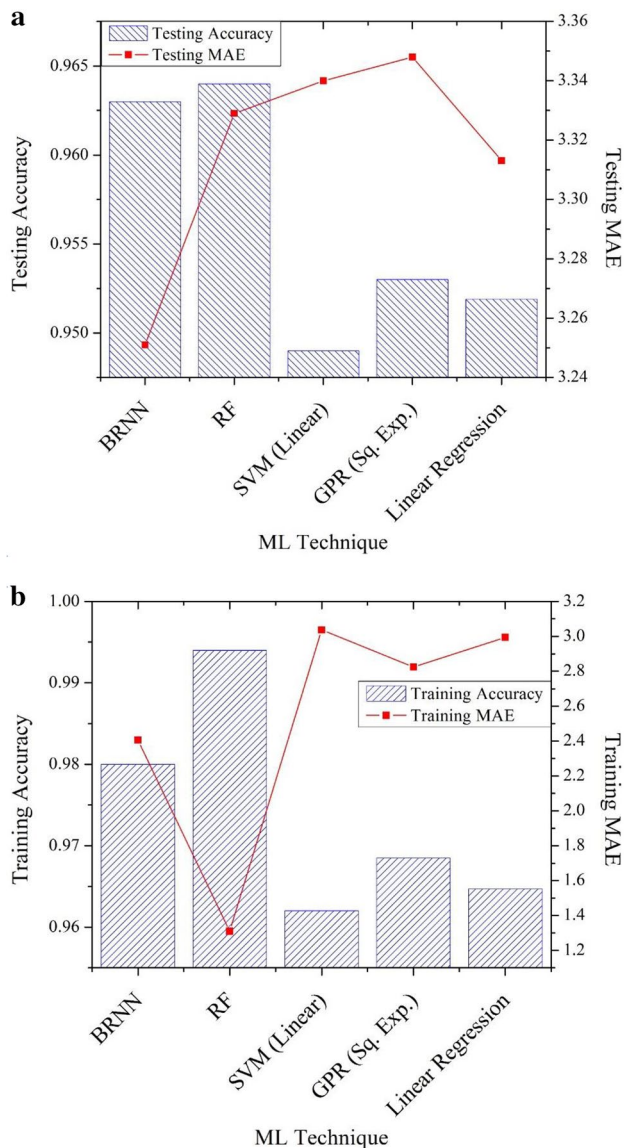 a
Testing Accuracy
Testing MAE
0.965
0.960
0.955
0.950
Testing Accuracy
3.36
3.34
3.32
3.30
3.28
3.26
3.24
Testing MAE
BRNN
RF
SVM (Linear)
GPR (Sq. Exp.)
Linear Regression
ML Technique
b
Training Accuracy
Training MAE
1.00
0.99
0.98
0.97
0.96
Training Accuracy
3.2
3.0
2.8
2.6
2.4
2.2
2.0
1.8
1.6
1.4
1.2
Training MAE
BRNN
RF
SVM (Linear)
GPR (Sq. Exp.)
Linear Regression
ML Technique